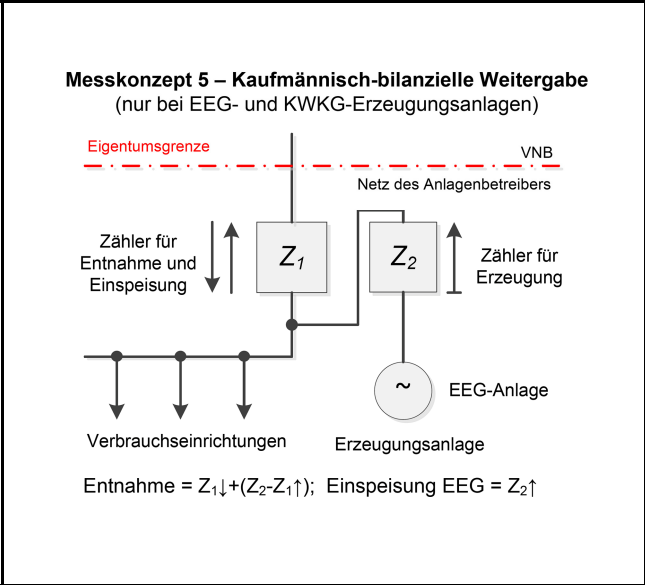 Messkonzept 5 – Kaufmännisch-bilanzielle Weitergabe
(nur bei EEG- und KWKG-Erzeugungsanlagen)
Eigentumsgrenze
VNB
Netz des Anlagenbetreibers
Zähler für
Entnahme und
Einspeisung
Z₁
Z₂
Zähler für
Erzeugung
~
EEG-Anlage
Verbrauchseinrichtungen
Erzeugungsanlage
Entnahme = Z₁↓+(Z₂-Z₁↑); Einspeisung EEG = Z₂↑